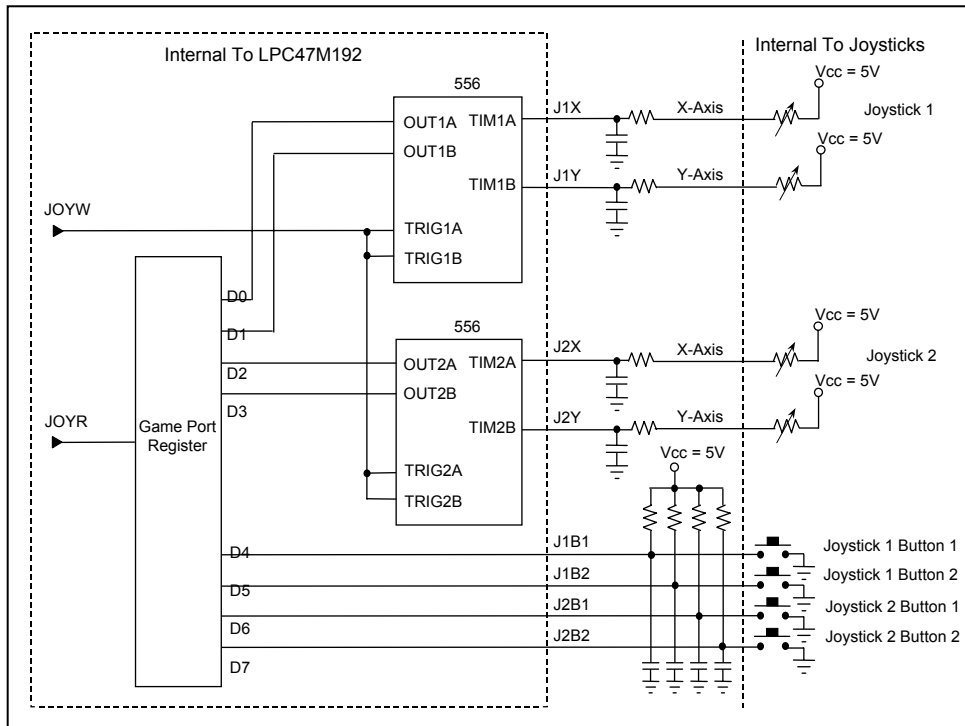 Internal To LPC47M192
Internal To Joysticks
Vcc = 5V
556
J1X
X-Axis
Joystick 1
OUT1A
TIM1A
OUT1B
Vcc = 5V
J1Y
Y-Axis
TIM1B
JOYW
TRIG1A
TRIG1B
D0
D1
556
Vcc = 5V
J2X
X-Axis
Joystick 2
OUT2A
TIM2A
D2
OUT2B
Vcc = 5V
D3
J2Y
Y-Axis
TIM2B
JOYR
Game Port
Register
Vcc = 5V
TRIG2A
TRIG2B
J1B1
Joystick 1 Button 1
D4
J1B2
Joystick 1 Button 2
D5
J2B1
Joystick 2 Button 1
D6
J2B2
Joystick 2 Button 2
D7